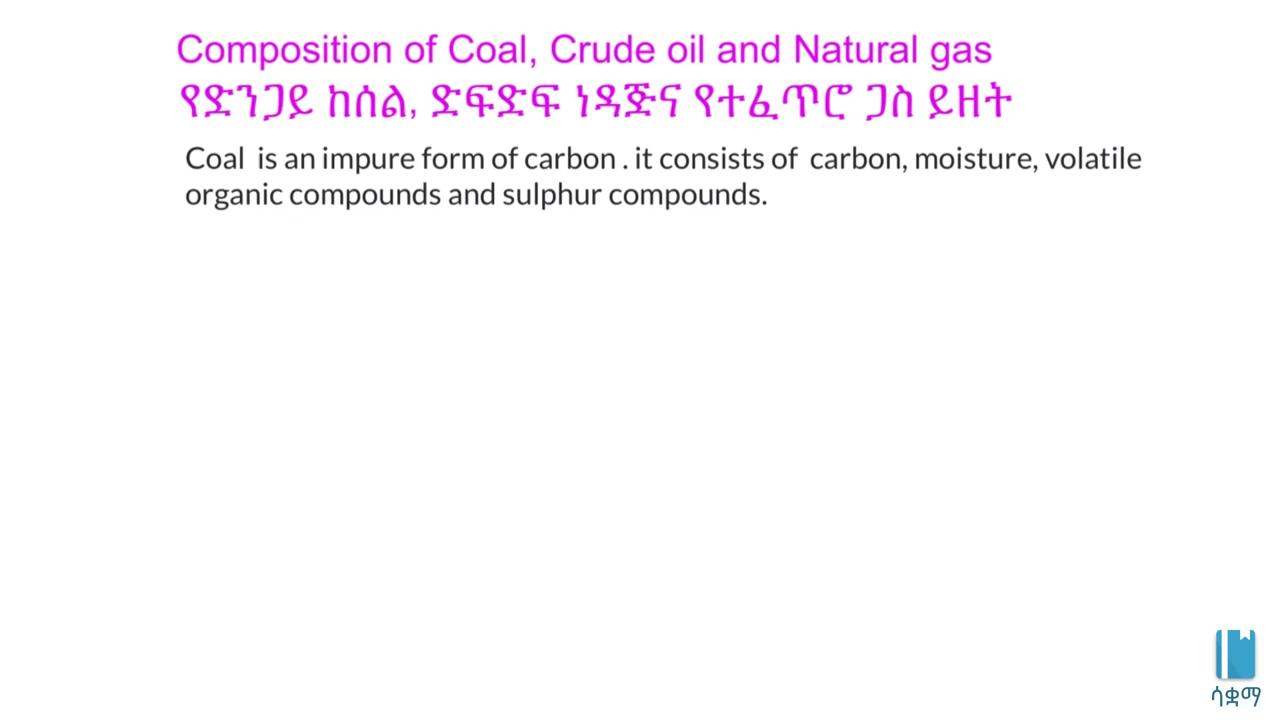 Composition of Coal, Crude oil and Natural gas
የድንጋይ ከሰል, ድፍድፍ ነዳጅና የተፈጥሮ ጋስ ይዘት
Coal is an impure form of carbon . it consists of carbon, moisture, volatile
organic compounds and sulphur compounds.
ሳቋማ